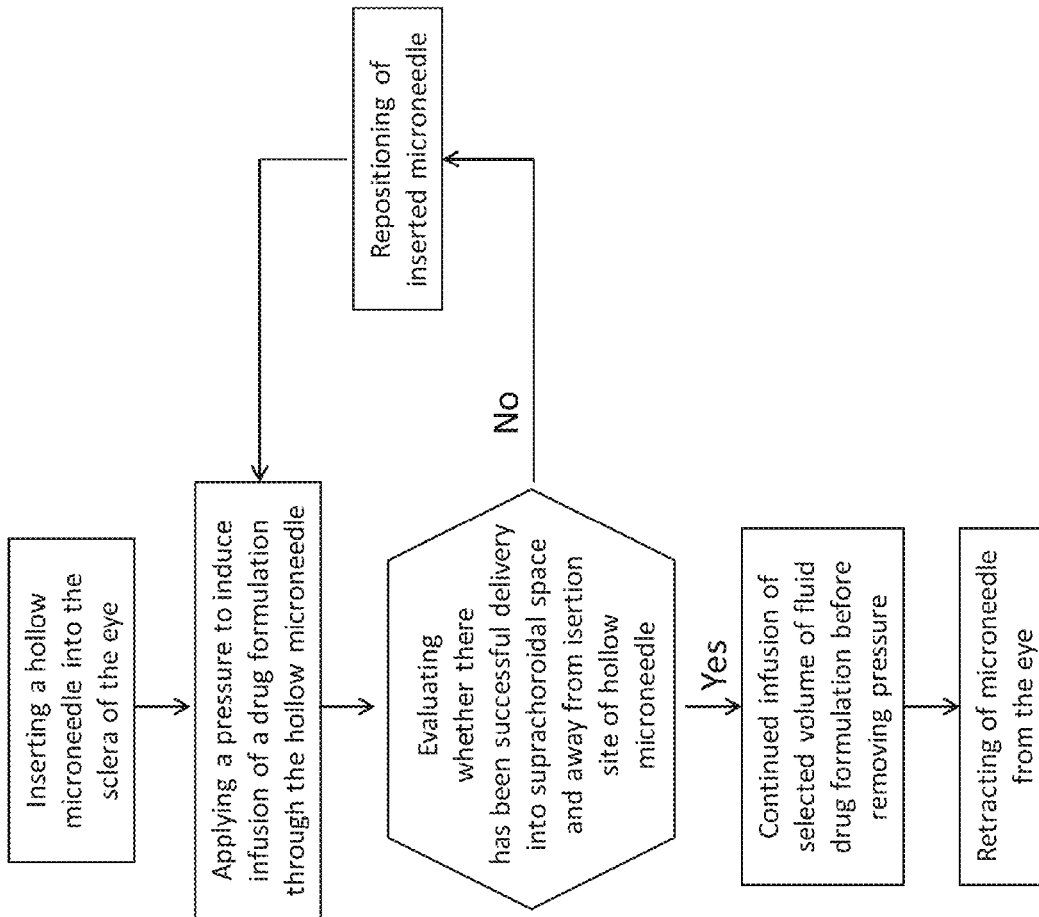 Inserting a hollow
microneedle into the
sclera of the eye
Applying a pressure to induce
infusion of a drug formulation
through the hollow microneedle
Evaluating
whether there
has been successful delivery
into suprachoroidal space
and away from isertion
site of hollow
microneedle
No
Repositioning of
inserted microneedle
Yes
Continued infusion of
selected volume of fluid
drug formulation before
removing pressure
Retracting of microneedle
from the eye